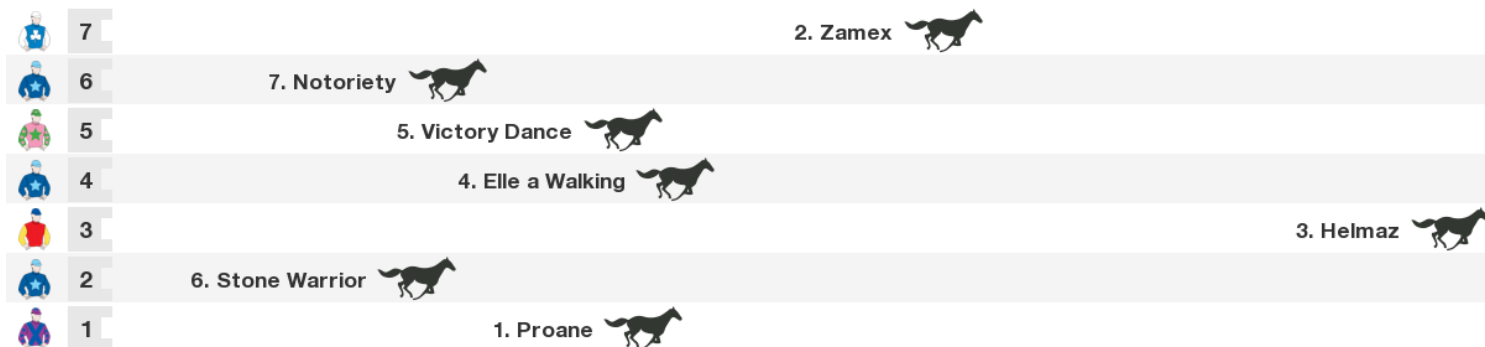 7 2. Zamex
6 7. Notoriety
5 5. Victory Dance
4 4. Elle a Walking
3 3. Helmaz
2 6. Stone Warrior
1 1. Proane